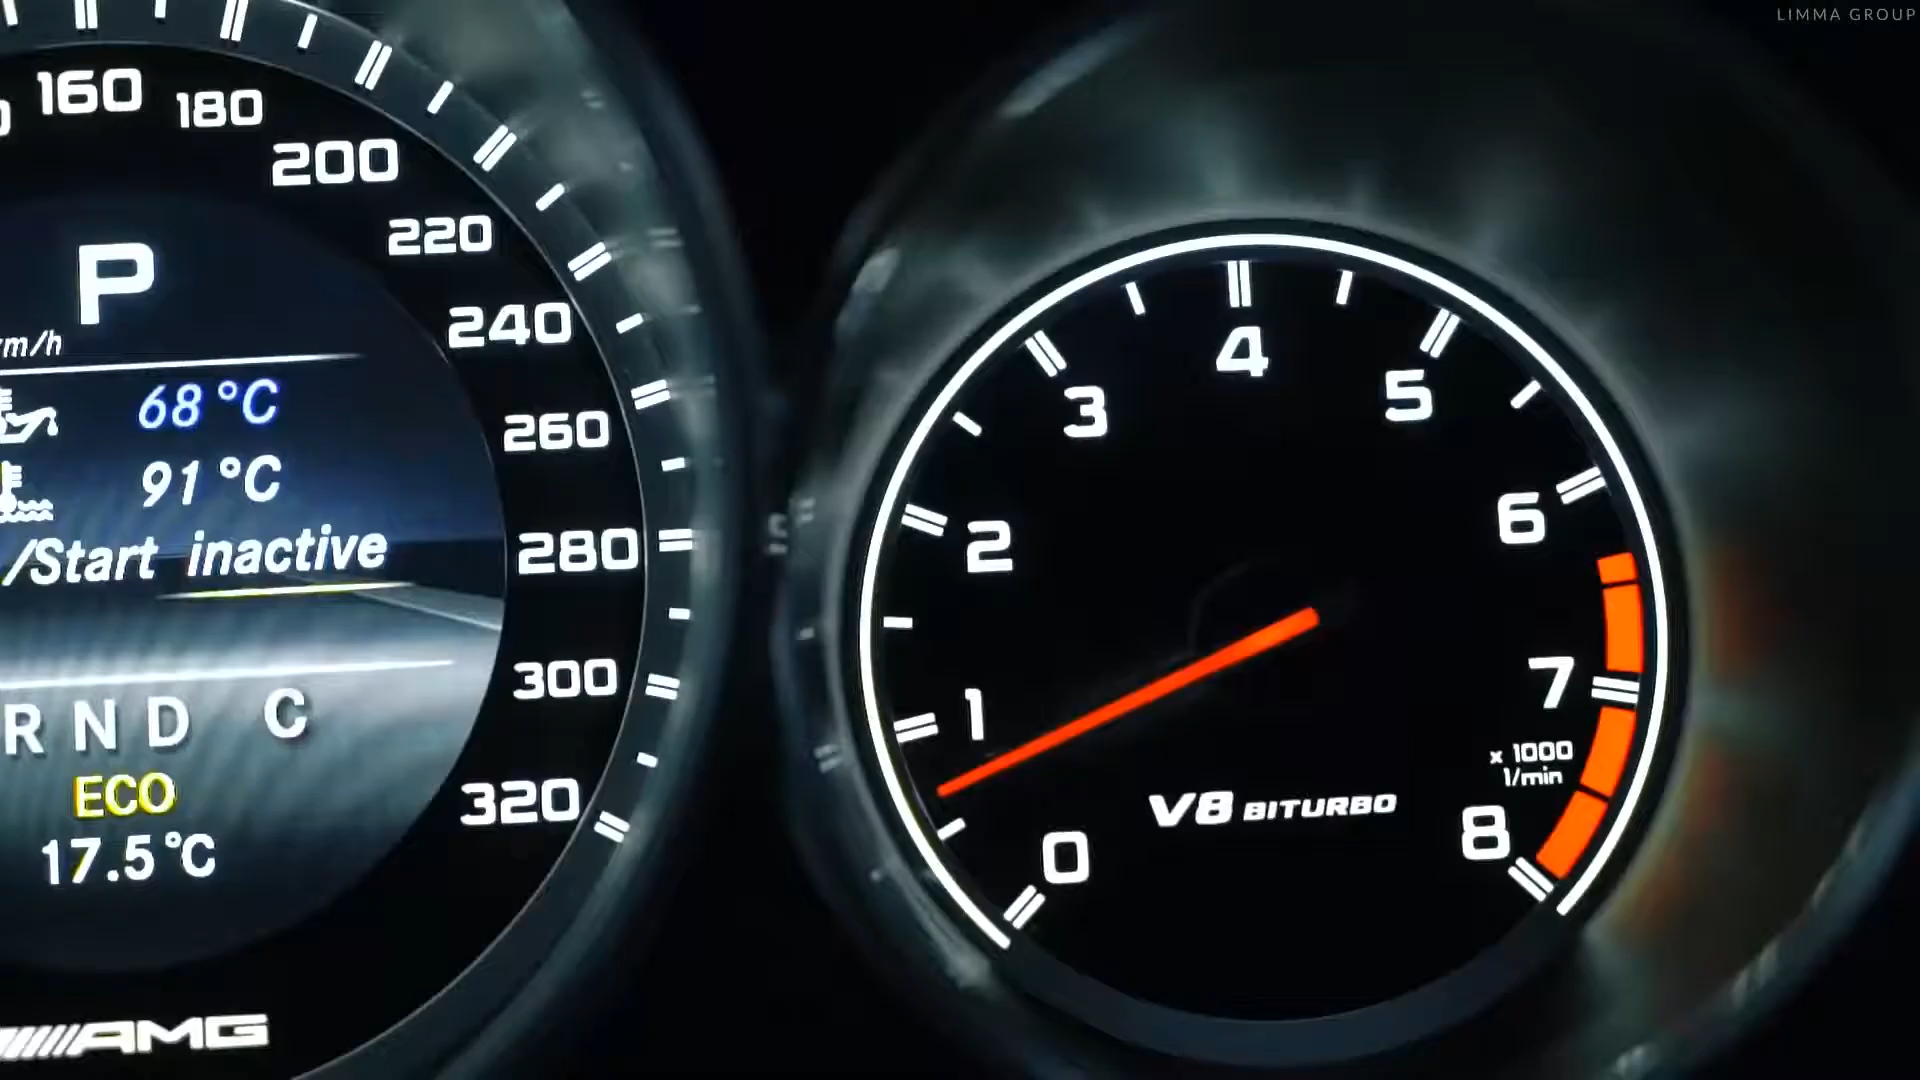 LIMMA GROUP
160
180
200
220
240
260
280
300
320
P
m/h
68 °C
91 °C
/Start inactive
R N D C
ECO
17.5 °C
AMG
0
1
2
3
4
5
6
7
8
x 1000
1/min
V8 BITURBO